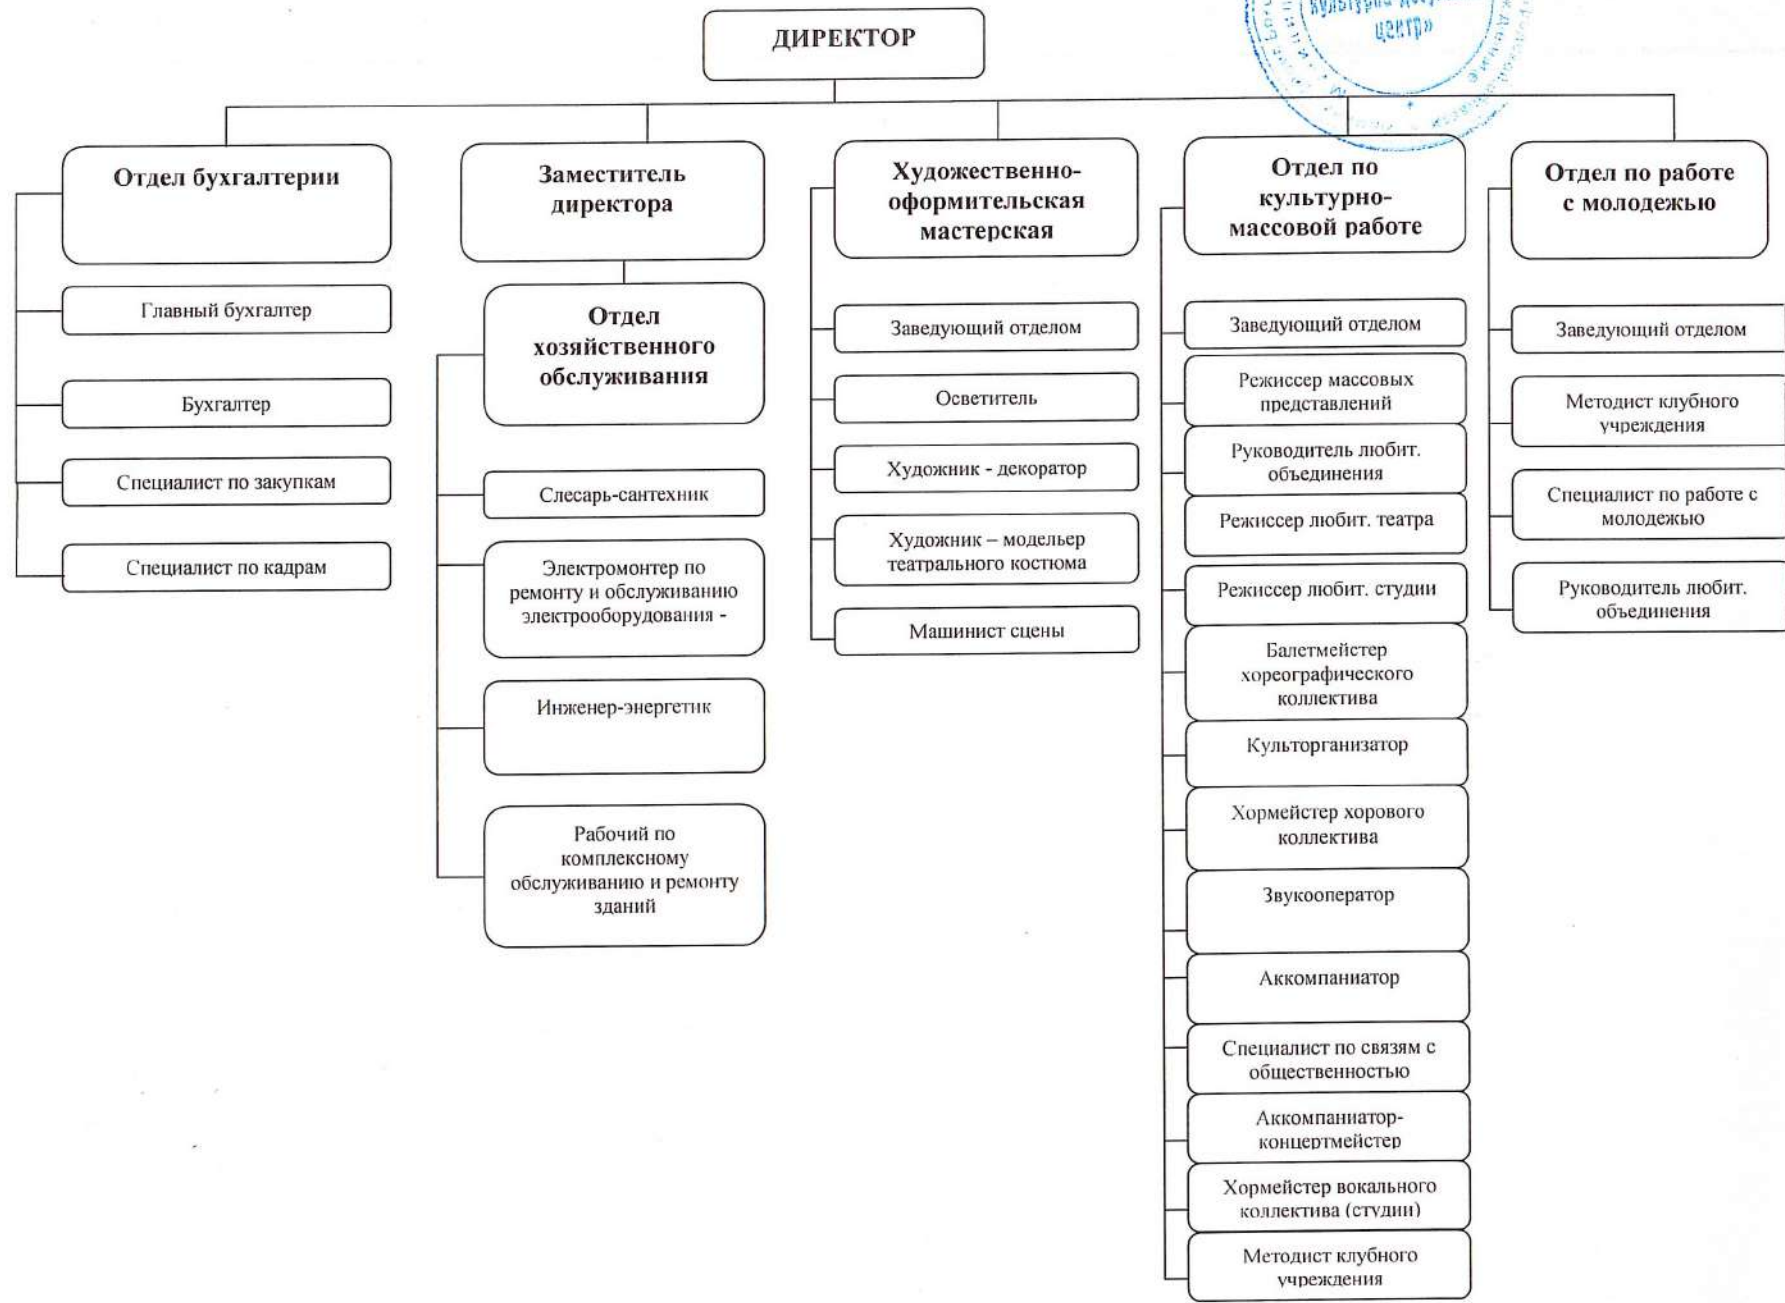 культурно-досуговый
центр»
ДИРЕКТОР
Отдел бухгалтерии
Главный бухгалтер
Бухгалтер
Специалист по закупкам
Специалист по кадрам
Заместитель
директора
Отдел
хозяйственного
обслуживания
Слесарь-сантехник
Электромонтер по
ремонту и обслуживанию
электрооборудования -
Инженер-энергетик
Рабочий по
комплексному
обслуживанию и ремонту
зданий
Художественно-
оформительская
мастерская
Заведующий отделом
Осветитель
Художник - декоратор
Художник – модельер
театрального костюма
Машинист сцены
Отдел по
культурно-
массовой работе
Заведующий отделом
Режиссер массовых
представлений
Руководитель любит.
объединения
Режиссер любит. театра
Режиссер любит. студии
Балетмейстер
хореографического
коллектива
Культорганизатор
Хормейстер хорового
коллектива
Звукооператор
Аккомпаниатор
Специалист по связям с
общественностью
Аккомпаниатор-
концертмейстер
Хормейстер вокального
коллектива (студии)
Методист клубного
учреждения
Отдел по работе
с молодежью
Заведующий отделом
Методист клубного
учреждения
Специалист по работе с
молодежью
Руководитель любит.
объединения